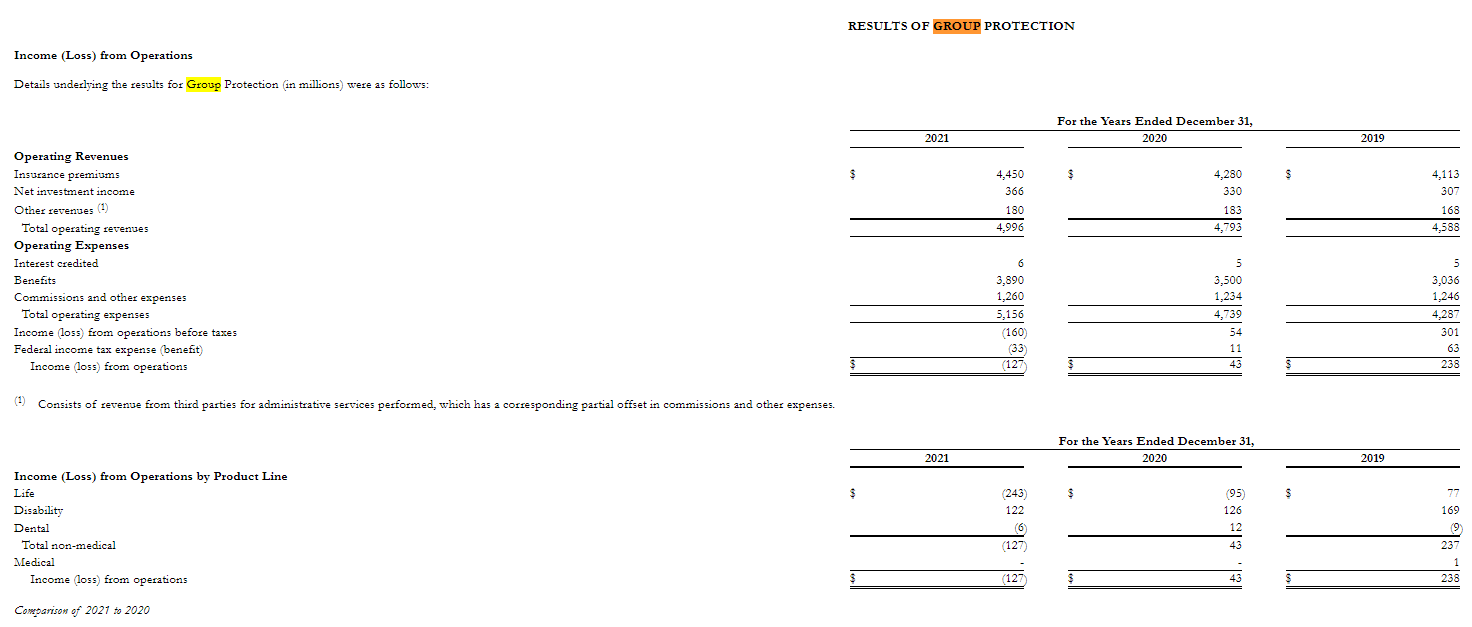 RESULTS OF GROUP PROTECTION
Income (Loss) from Operations
Details underlying the results for Group Protection (in millions) were as follows:
For the Years Ended December 31,
2021 2020 2019
Operating Revenues
Insurance premiums $ 4,450 $ 4,280 $ 4,113
Net investment income 366 330 307
Other revenues (1) 180 183 168
Total operating revenues 4,996 4,793 4,588
Operating Expenses
Interest credited 6 5 5
Benefits 3,890 3,500 3,036
Commissions and other expenses 1,260 1,234 1,246
Total operating expenses 5,156 4,739 4,287
Income (loss) from operations before taxes (160) 54 301
Federal income tax expense (benefit) (33) 11 63
Income (loss) from operations $ (127) $ 43 $ 238
(1) Consists of revenue from third parties for administrative services performed, which has a corresponding partial offset in commissions and other expenses.
For the Years Ended December 31,
2021 2020 2019
Income (Loss) from Operations by Product Line
Life $ (243) $ (95) $ 77
Disability 122 126 169
Dental (6) 12 (9)
Total non-medical (127) 43 237
Medical - - 1
Income (loss) from operations $ (127) $ 43 $ 238
Comparison of 2021 to 2020